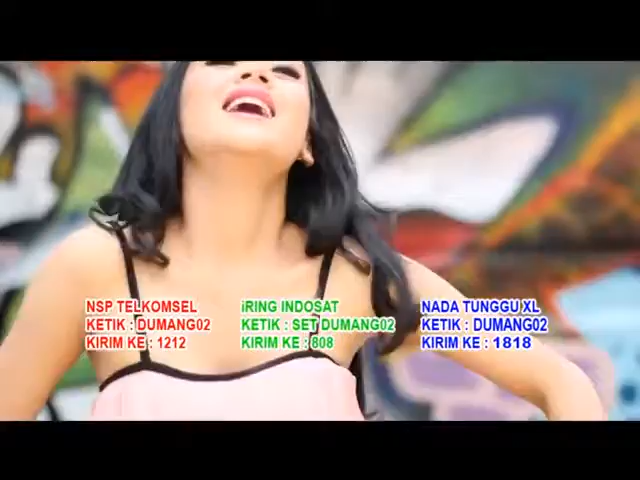 NSP TELKOMSEL
KETIK : DUMANG02
KIRIM KE : 1212
iRING INDOSAT
KETIK : SET DUMANG02
KIRIM KE : 808
NADA TUNGGU XL
KETIK : DUMANG02
KIRIM KE : 1818